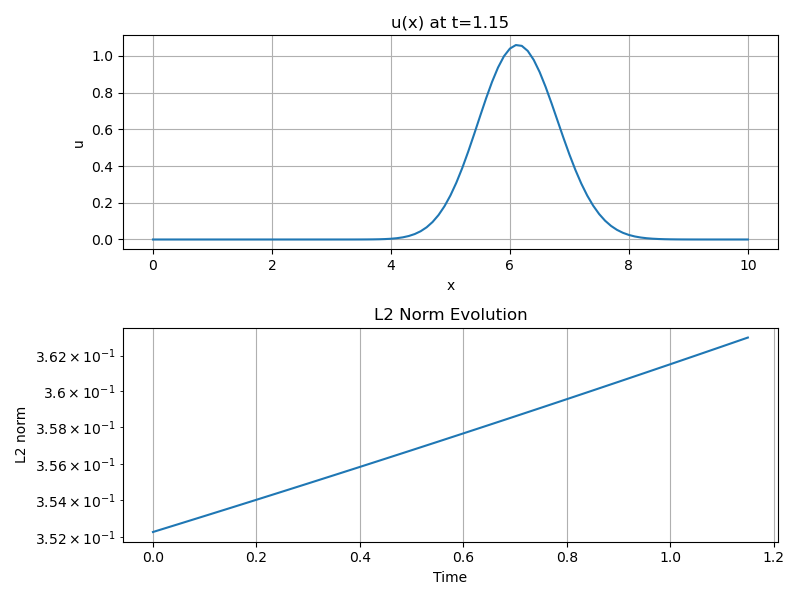 u(x) at t=1.15
u
1.0
0.8
0.6
0.4
0.2
0.0
0 2 4 6 8 10
x
L2 Norm Evolution
L2 norm
3.62 × 10⁻¹
3.6 × 10⁻¹
3.58 × 10⁻¹
3.56 × 10⁻¹
3.54 × 10⁻¹
3.52 × 10⁻¹
0.0 0.2 0.4 0.6 0.8 1.0 1.2
Time